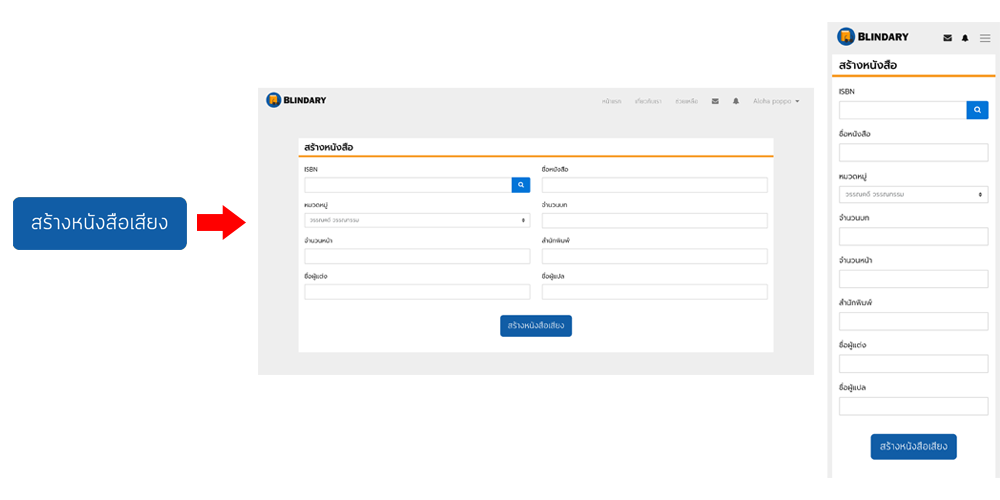 สร้างหนังสือเสียง
BLINDARY
หน้าแรก เกี่ยวกับเรา ช่วยเหลือ Aloha poppo
สร้างหนังสือ
ISBN
ชื่อหนังสือ
หมวดหมู่
จำนวนบท
วรรณคดี วรรณกรรม
จำนวนหน้า
สำนักพิมพ์
ชื่อผู้แต่ง
ชื่อผู้แปล
สร้างหนังสือเสียง
BLINDARY
สร้างหนังสือ
ISBN
ชื่อหนังสือ
หมวดหมู่
วรรณคดี วรรณกรรม
จำนวนบท
จำนวนหน้า
สำนักพิมพ์
ชื่อผู้แต่ง
ชื่อผู้แปล
สร้างหนังสือเสียง